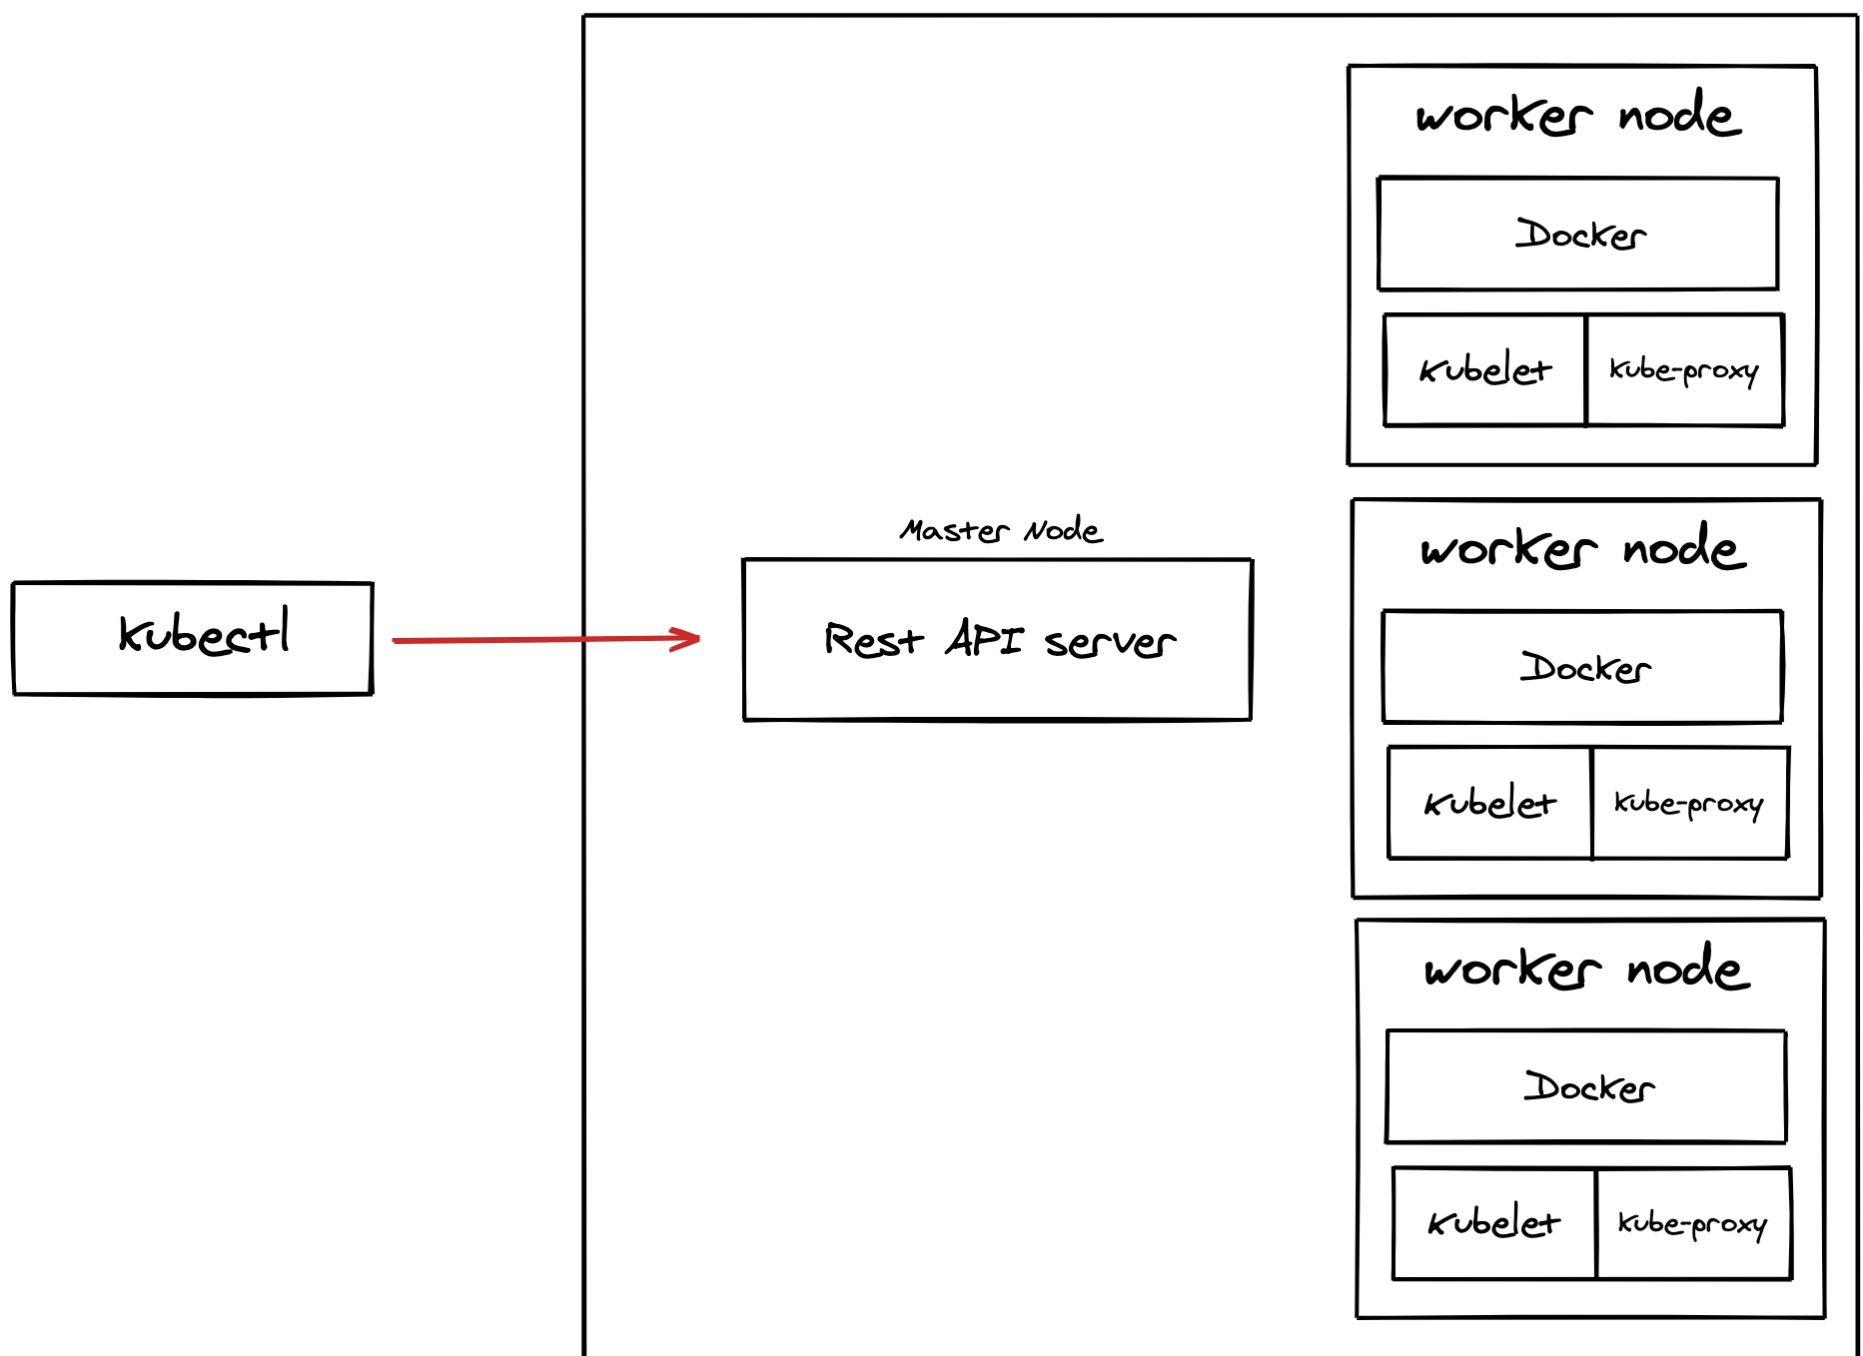 Kubectl
Master Node
Rest API server
worker node
Docker
Kubelet
Kube-proxy
worker node
Docker
Kubelet
Kube-proxy
worker node
Docker
Kubelet
Kube-proxy